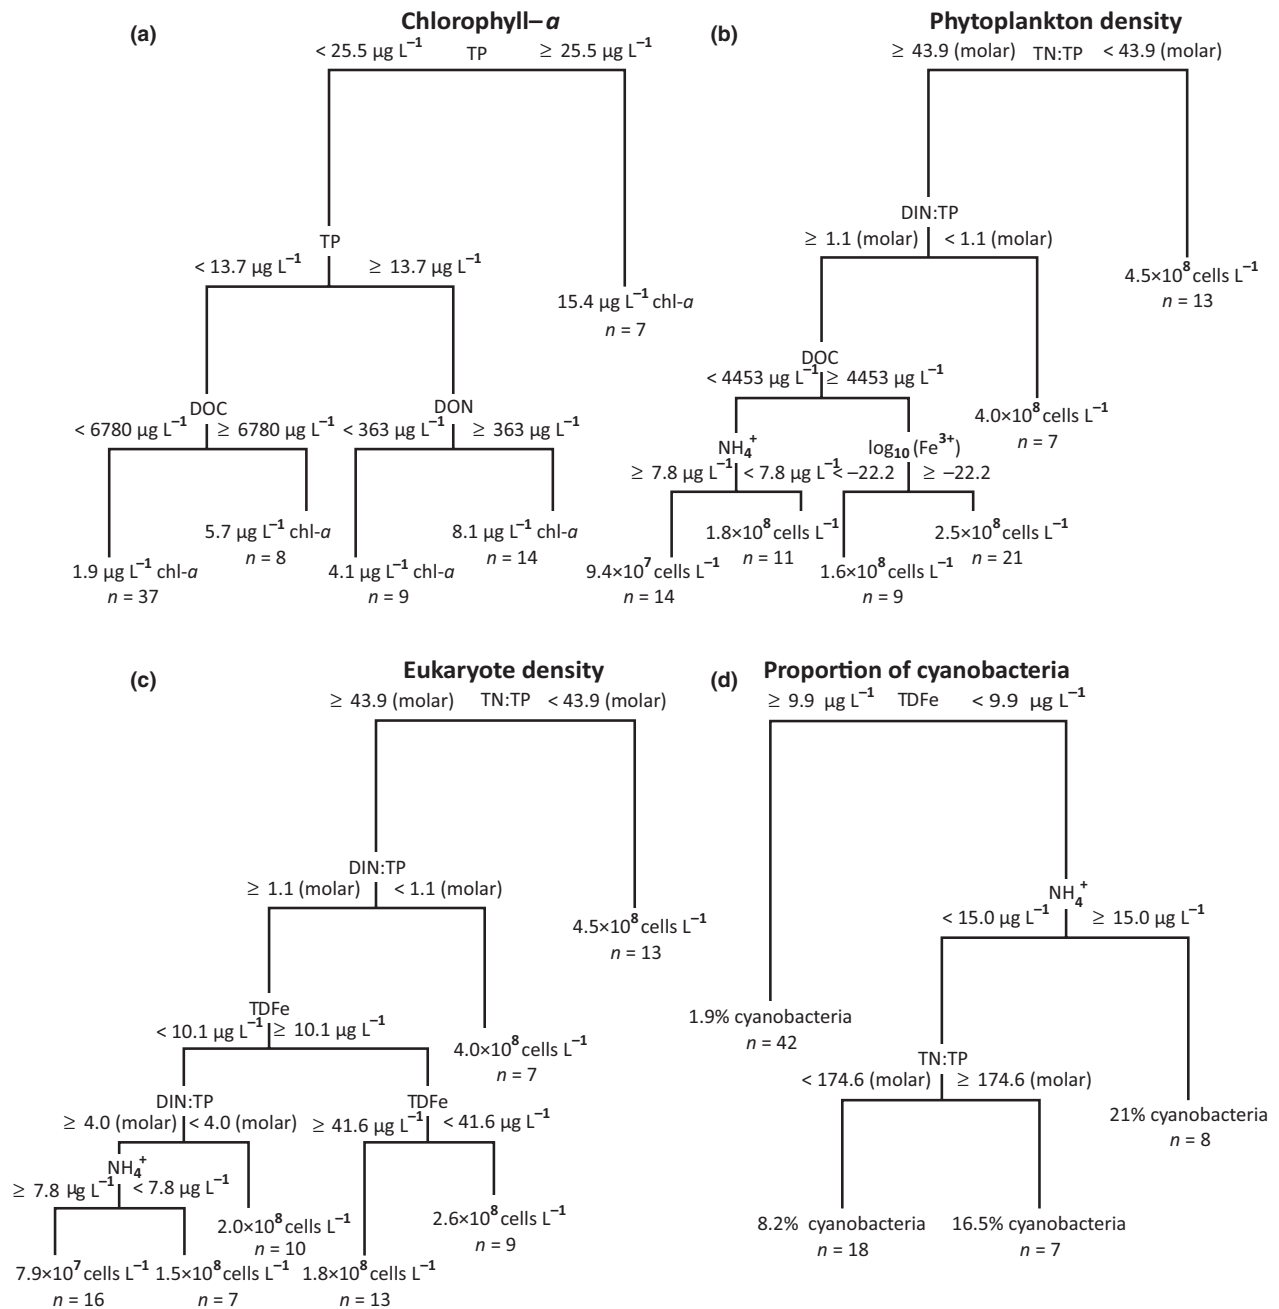 (a)
Chlorophyll–a
< 25.5 µg L⁻¹ TP ≥ 25.5 µg L⁻¹
TP
< 13.7 µg L⁻¹ ≥ 13.7 µg L⁻¹
15.4 µg L⁻¹ chl-a
n = 7
DOC DON
< 6780 µg L⁻¹ ≥ 6780 µg L⁻¹ < 363 µg L⁻¹ ≥ 363 µg L⁻¹
5.7 µg L⁻¹ chl-a 8.1 µg L⁻¹ chl-a
n = 8 n = 14
1.9 µg L⁻¹ chl-a 4.1 µg L⁻¹ chl-a
n = 37 n = 9
(b)
Phytoplankton density
≥ 43.9 (molar) TN:TP < 43.9 (molar)
DIN:TP
≥ 1.1 (molar) < 1.1 (molar)
4.5×10⁸ cells L⁻¹
n = 13
DOC
< 4453 µg L⁻¹ ≥ 4453 µg L⁻¹
4.0×10⁸ cells L⁻¹
n = 7
NH₄⁺ log₁₀(Fe³⁺)
≥ 7.8 µg L⁻¹ < 7.8 µg L⁻¹ < –22.2 ≥ –22.2
1.8×10⁸ cells L⁻¹ 2.5×10⁸ cells L⁻¹
n = 11 n = 21
9.4×10⁷ cells L⁻¹ 1.6×10⁸ cells L⁻¹
n = 14 n = 9
(c)
Eukaryote density
≥ 43.9 (molar) TN:TP < 43.9 (molar)
DIN:TP
≥ 1.1 (molar) < 1.1 (molar)
4.5×10⁸ cells L⁻¹
n = 13
TDFe
< 10.1 µg L⁻¹ ≥ 10.1 µg L⁻¹
4.0×10⁸ cells L⁻¹
n = 7
DIN:TP TDFe
≥ 4.0 (molar) < 4.0 (molar) ≥ 41.6 µg L⁻¹ < 41.6 µg L⁻¹
NH₄⁺
≥ 7.8 µg L⁻¹ < 7.8 µg L⁻¹
2.0×10⁸ cells L⁻¹ 2.6×10⁸ cells L⁻¹
n = 10 n = 9
7.9×10⁷ cells L⁻¹ 1.5×10⁸ cells L⁻¹ 1.8×10⁸ cells L⁻¹
n = 16 n = 7 n = 13
(d)
Proportion of cyanobacteria
≥ 9.9 µg L⁻¹ TDFe < 9.9 µg L⁻¹
NH₄⁺
< 15.0 µg L⁻¹ ≥ 15.0 µg L⁻¹
1.9% cyanobacteria
n = 42
TN:TP
< 174.6 (molar) ≥ 174.6 (molar)
21% cyanobacteria
n = 8
8.2% cyanobacteria 16.5% cyanobacteria
n = 18 n = 7